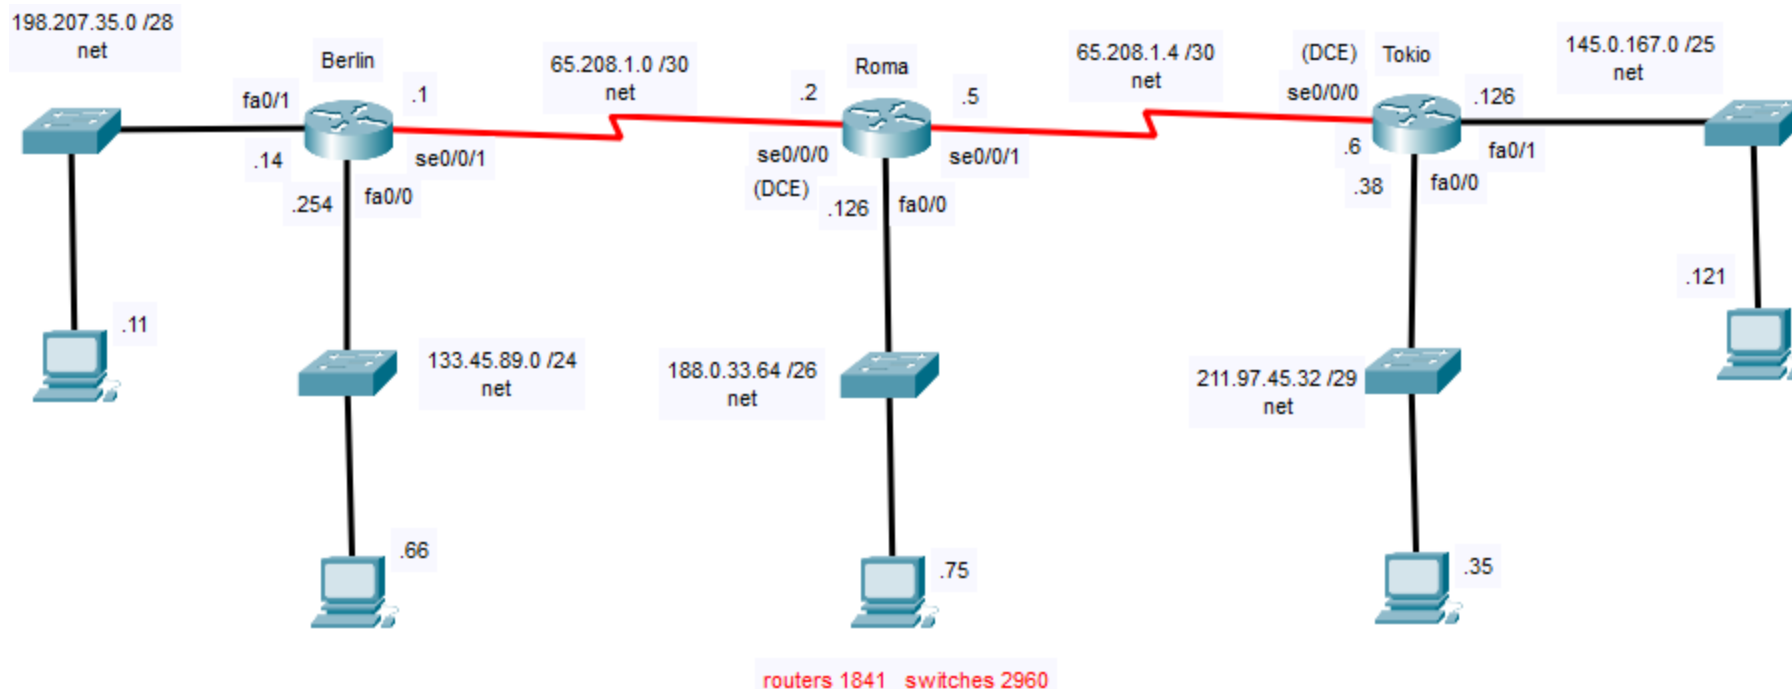 198.207.35.0 /28
net
Berlin
fa0/1
.1
.14
se0/0/1
.254
fa0/0
65.208.1.0 /30
net
Roma
.2
.5
se0/0/0
(DCE)
se0/0/1
.126
fa0/0
65.208.1.4 /30
net
(DCE)
Tokio
se0/0/0
.126
.6
fa0/1
.38
fa0/0
145.0.167.0 /25
net
.11
133.45.89.0 /24
net
188.0.33.64 /26
net
211.97.45.32 /29
net
.121
.66
.75
.35
routers 1841 switches 2960